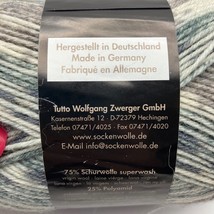 Hergestellt in Deutschland
Made in Germany
Fabriqué en Allemagne
Tutto Wolfgang Zwerger GmbH
Kasernenstraße 12 · D-72379 Hechingen
Telefon 07471/4025 · Fax 07471/4020
www.sockenwolle.de
E-Mail info@sockenwolle.de
75% Schurwolle superwash
25% Polyamid